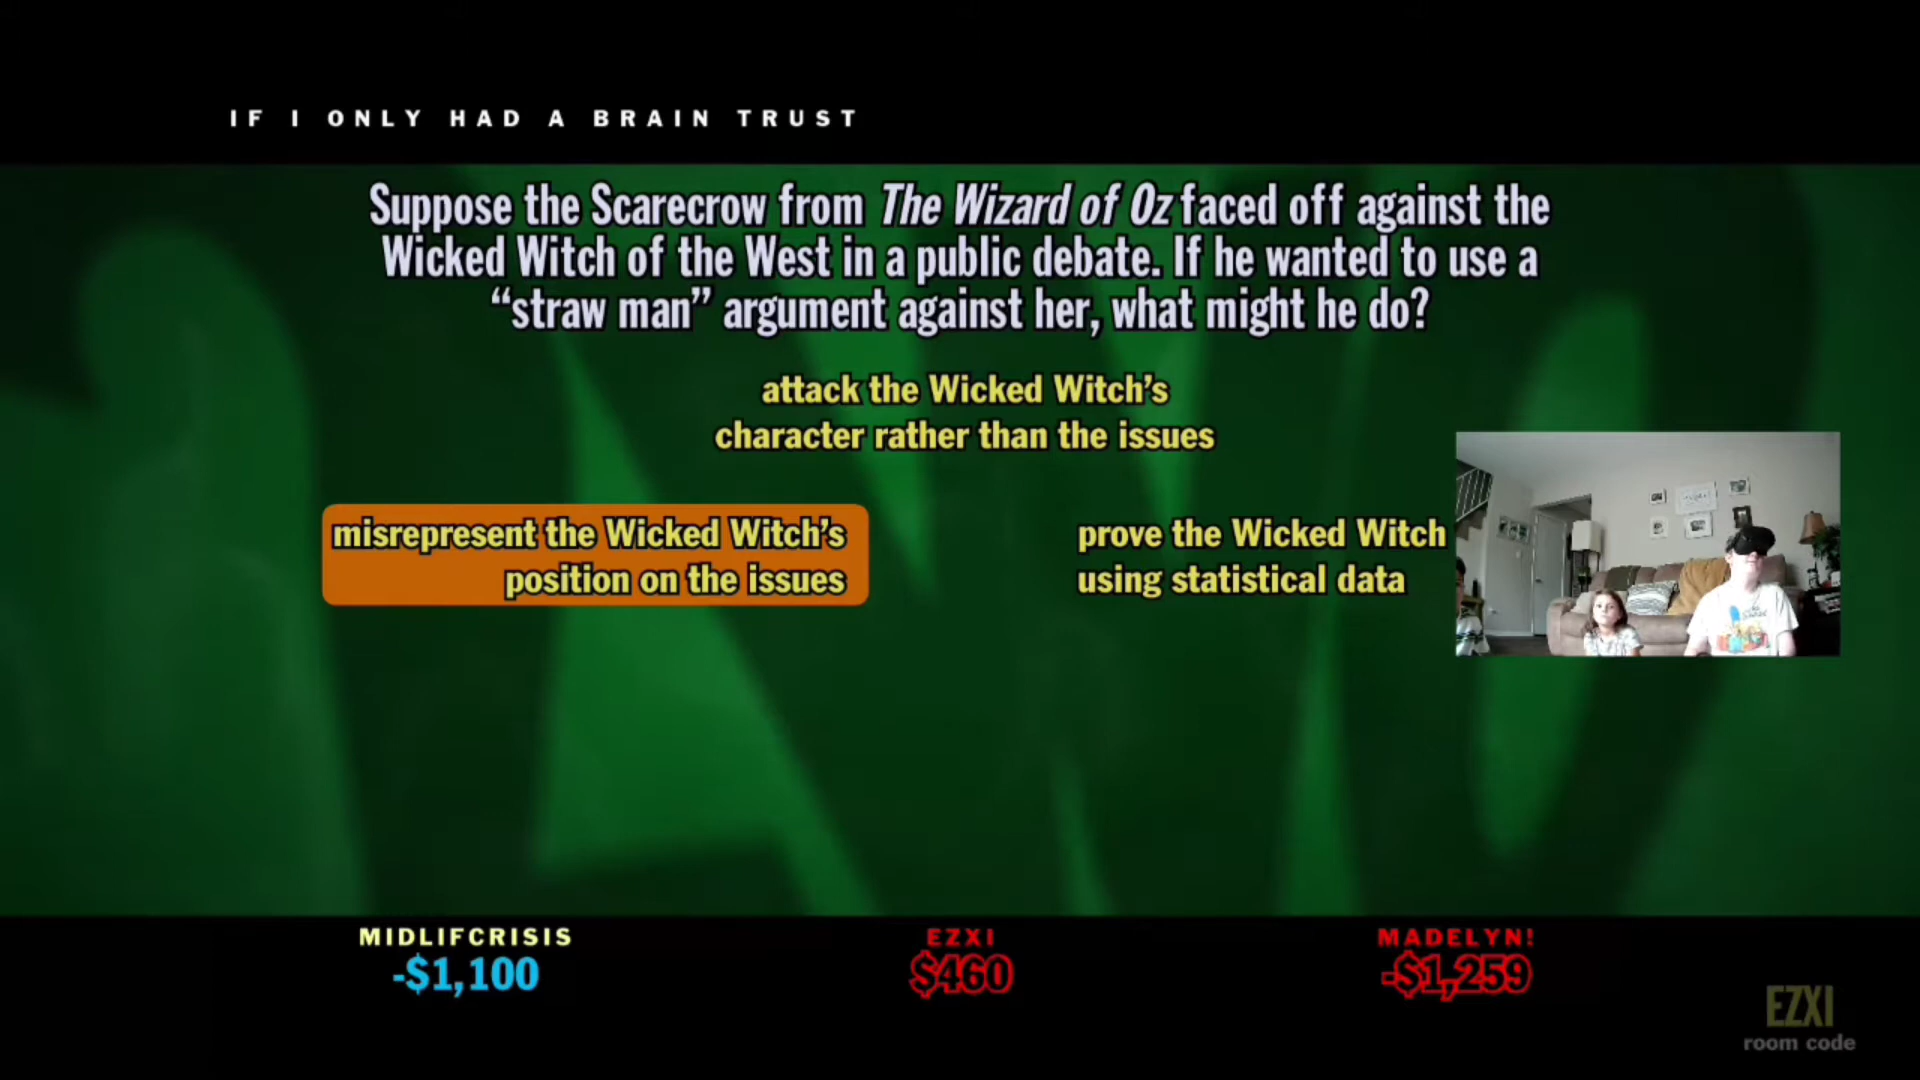 IF I ONLY HAD A BRAIN TRUST
Suppose the Scarecrow from The Wizard of Oz faced off against the
Wicked Witch of the West in a public debate. If he wanted to use a
“straw man” argument against her, what might he do?
attack the Wicked Witch’s
character rather than the issues
misrepresent the Wicked Witch’s
position on the issues
prove the Wicked Witch
using statistical data
MIDLIFCRISIS
-$1,100
EZXI
$460
MADELYN!
-$1,259
EZXI
room code